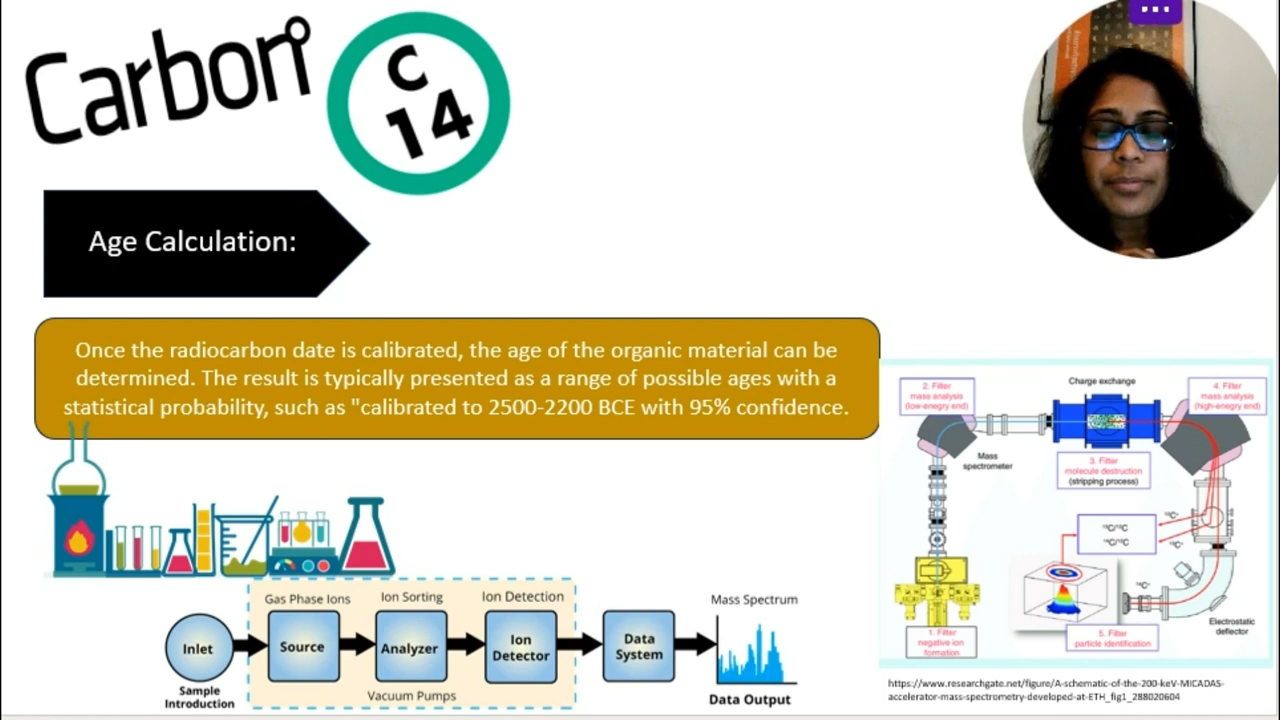 Carbon
C
14
Age Calculation:
Once the radiocarbon date is calibrated, the age of the organic material can be
determined. The result is typically presented as a range of possible ages with a
statistical probability, such as "calibrated to 2500-2200 BCE with 95% confidence.
2. Filter
mass analysis
(low-enegry end)
Charge exchange
4. Filter
mass analysis
(high-enegry end)
Mass
spectrometer
3. Filter
molecule destruction
(stripping process)
¹³C/¹²C
¹⁴C/¹²C
¹⁴C⁺
Electrostatic
deflector
1. Filter
negative ion
formation
5. Filter
particle identification
https://www.researchgate.net/figure/A-schematic-of-the-200-keV-MICADAS-
accelerator-mass-spectrometry-developed-at-ETH_fig1_288020604
Gas Phase Ions
Ion Sorting
Ion Detection
Mass Spectrum
Inlet
Source
Analyzer
Ion
Detector
Data
System
Sample
Introduction
Vacuum Pumps
Data Output